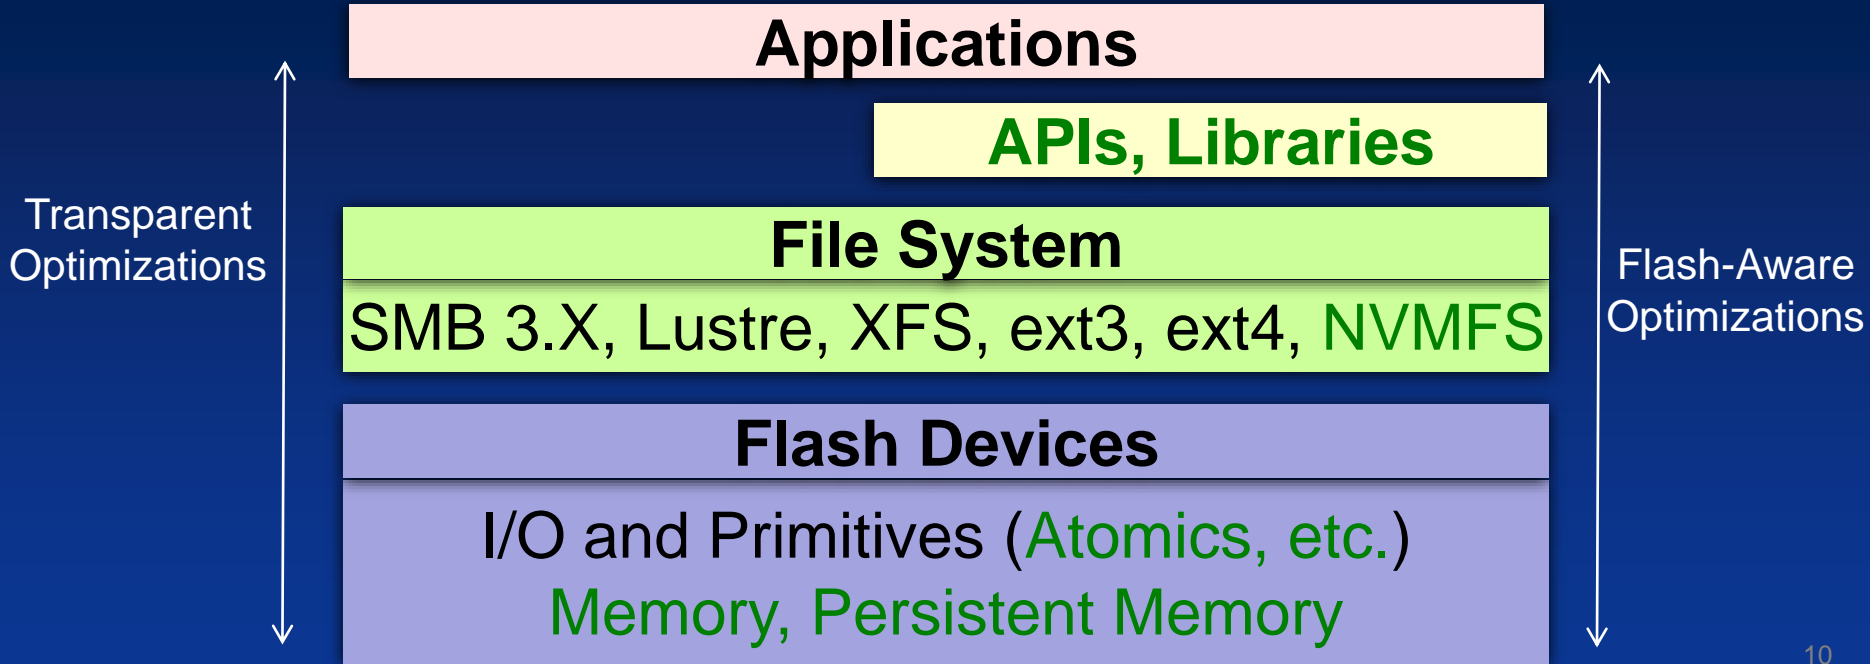 Applications
APIs, Libraries
Transparent
Optimizations
File System
SMB 3.X, Lustre, XFS, ext3, ext4, NVMFS
Flash-Aware
Optimizations
Flash Devices
I/O and Primitives (Atomics, etc.)
Memory, Persistent Memory
10